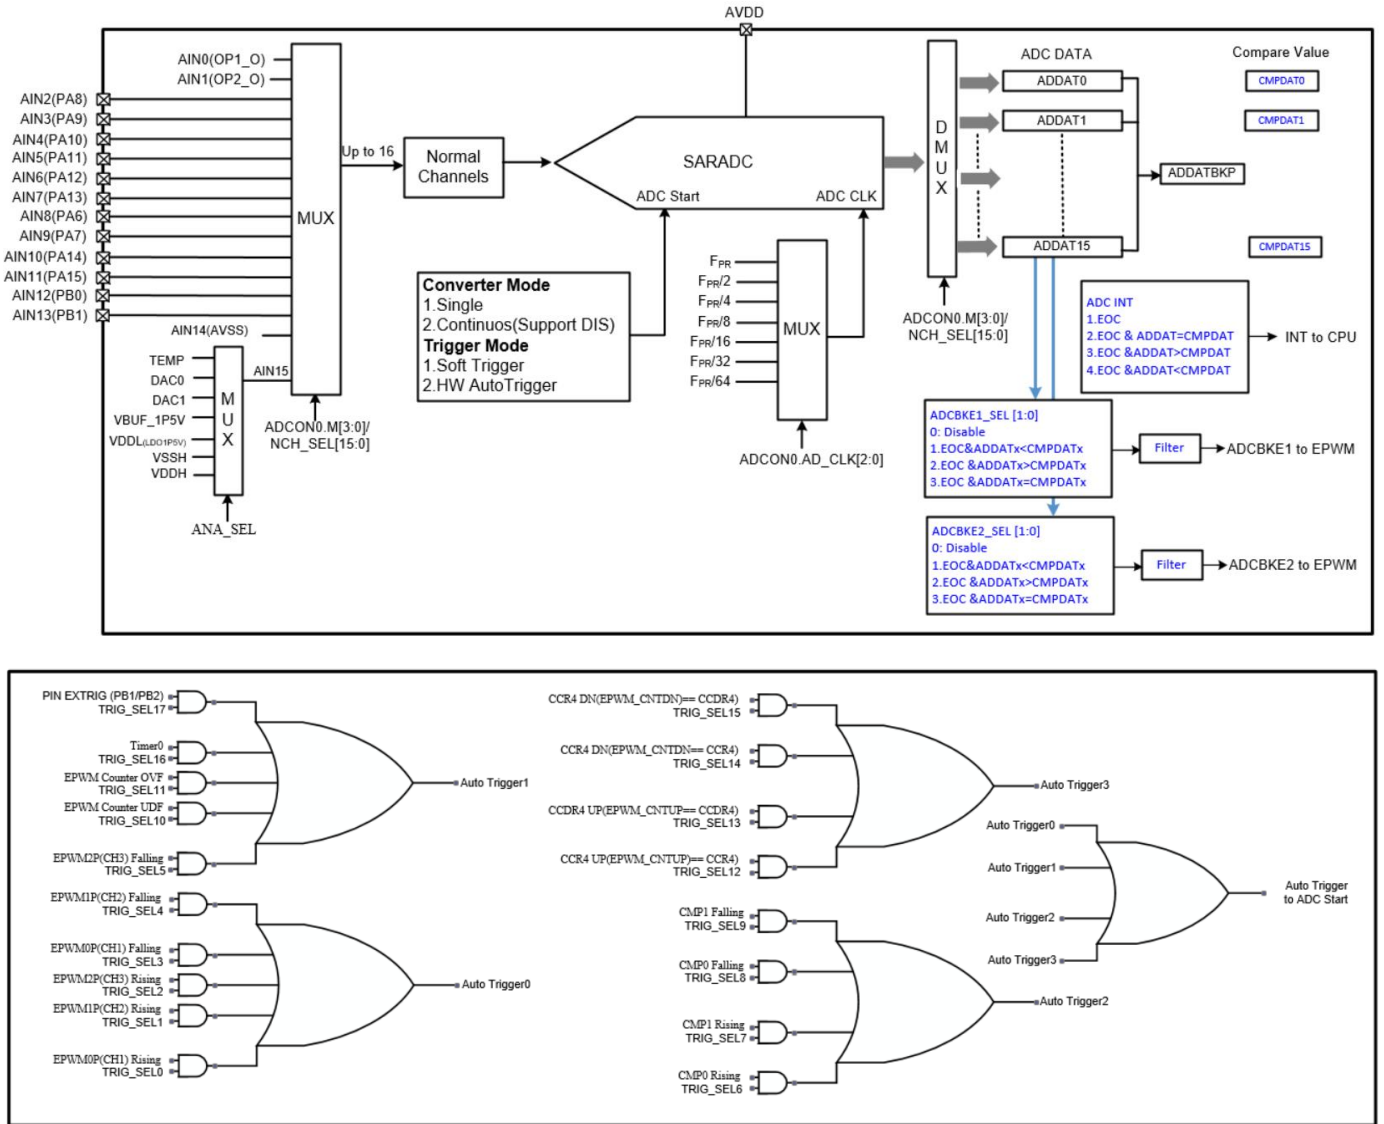 AVDD
AIN0(OP1_O)
AIN1(OP2_O)
AIN2(PA8)
AIN3(PA9)
AIN4(PA10)
AIN5(PA11)
AIN6(PA12)
AIN7(PA13)
AIN8(PA6)
AIN9(PA7)
AIN10(PA14)
AIN11(PA15)
AIN12(PB0)
AIN13(PB1)
AIN14(AVSS)
AIN15
MUX
TEMP
DAC0
DAC1
VBUF_1P5V
VDDL(LDO1P5V)
VSSH
VDDH
M
U
X
ANA_SEL
ADCON0.M[3:0]/
NCH_SEL[15:0]
Up to 16
Normal
Channels
SARADC
ADC Start
ADC CLK
Converter Mode
1.Single
2.Continuos(Support DIS)
Trigger Mode
1.Soft Trigger
2.HW AutoTrigger
FPR
FPR/2
FPR/4
FPR/8
FPR/16
FPR/32
FPR/64
MUX
ADCON0.AD_CLK[2:0]
D
M
U
X
ADCON0.M[3:0]/
NCH_SEL[15:0]
ADC DATA
ADDAT0
ADDAT1
ADDAT15
ADDATBKP
Compare Value
CMPDAT0
CMPDAT1
CMPDAT15
ADC INT
1.EOC
2.EOC & ADDAT=CMPDAT
3.EOC &ADDAT>CMPDAT
4.EOC &ADDAT<CMPDAT
INT to CPU
ADCBKE1_SEL [1:0]
0: Disable
1.EOC&ADDATx<CMPDATx
2.EOC &ADDATx>CMPDATx
3.EOC &ADDATx=CMPDATx
Filter
ADCBKE1 to EPWM
ADCBKE2_SEL [1:0]
0: Disable
1.EOC&ADDATx<CMPDATx
2.EOC &ADDATx>CMPDATx
3.EOC &ADDATx=CMPDATx
Filter
ADCBKE2 to EPWM
PIN EXTRIG (PB1/PB2)
TRIG_SEL17
Timer0
TRIG_SEL16
EPWM Counter OVF
TRIG_SEL11
EPWM Counter UDF
TRIG_SEL10
EPWM2P(CH3) Falling
TRIG_SEL5
Auto Trigger1
EPWM1P(CH2) Falling
TRIG_SEL4
EPWM0P(CH1) Falling
TRIG_SEL3
EPWM2P(CH3) Rising
TRIG_SEL2
EPWM1P(CH2) Rising
TRIG_SEL1
EPWM0P(CH1) Rising
TRIG_SEL0
Auto Trigger0
CCR4 DN(EPWM_CNTDN)== CCDR4)
TRIG_SEL15
CCR4 DN(EPWM_CNTDN== CCR4)
TRIG_SEL14
CCDR4 UP(EPWM_CNTUP== CCDR4)
TRIG_SEL13
CCR4 UP(EPWM_CNTUP)== CCR4)
TRIG_SEL12
Auto Trigger3
CMP1 Falling
TRIG_SEL9
CMP0 Falling
TRIG_SEL8
CMP1 Rising
TRIG_SEL7
CMP0 Rising
TRIG_SEL6
Auto Trigger2
Auto Trigger0
Auto Trigger1
Auto Trigger2
Auto Trigger3
Auto Trigger
to ADC Start